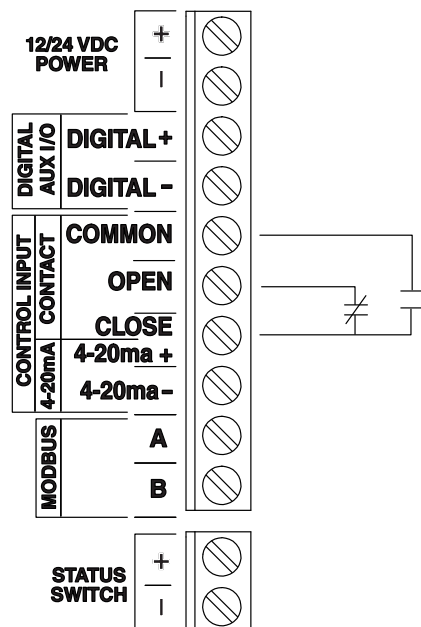 12/24 VDC
POWER
+
–
DIGITAL
AUX I/O
DIGITAL+
DIGITAL-
CONTROL INPUT
CONTACT
COMMON
OPEN
CLOSE
4-20mA
4-20ma+
4-20ma-
MODBUS
A
B
STATUS
SWITCH
+
–